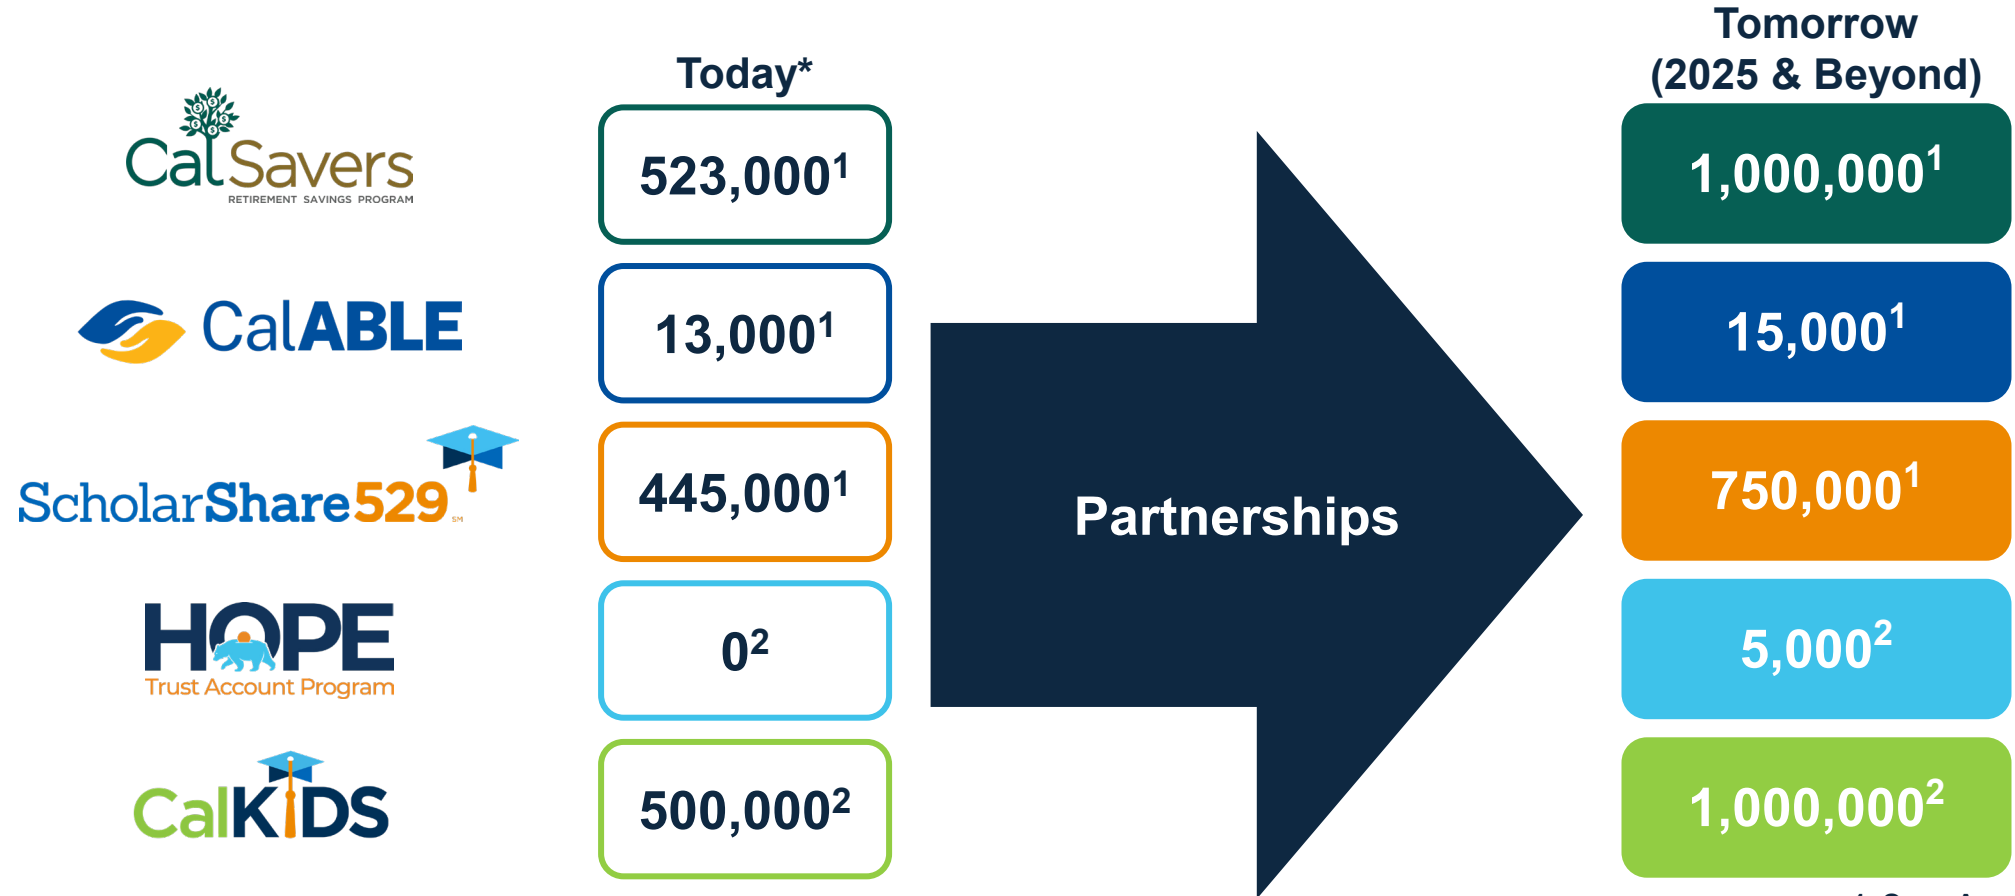 Today*
Tomorrow
(2025 & Beyond)
CalSavers
RETIREMENT SAVINGS PROGRAM
523,000¹
1,000,000¹
CalABLE
13,000¹
15,000¹
ScholarShare529 SM
445,000¹
750,000¹
Partnerships
HOPE
Trust Account Program
0²
5,000²
CalKIDS
500,000²
1,000,000²